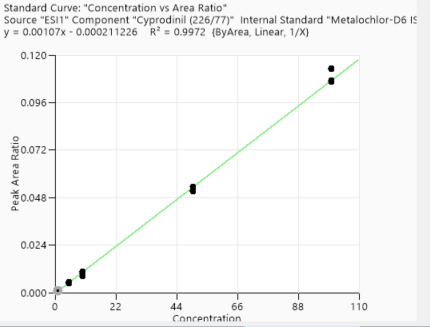 Standard Curve: "Concentration vs Area Ratio"
Source "ESI1" Component "Cyprodinil (226/77)" Internal Standard "Metalochlor-D6 IS
y = 0.00107x - 0.000211226 R² = 0.9972 {ByArea, Linear, 1/X}
Peak Area Ratio
0.120
0.096
0.072
0.048
0.024
0.000
0 22 44 66 88 110
Concentration